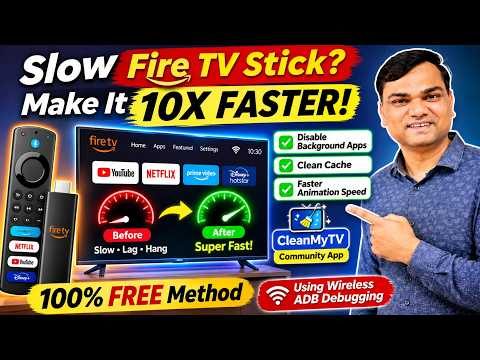 Slow Fire TV Stick?
Make It 10X FASTER!
fire tv
Home Apps Featured Settings 10:30
YouTube NETFLIX prime video Disney+ hotstar
Before
After
Slow • Lag • Hang
Super Fast!
Disable
Background Apps
Clean Cache
Faster
Animation Speed
CleanMyTV
Community App
fire tv
NETFLIX
YouTube
Disney+
100% FREE Method
Using Wireless
ADB Debugging